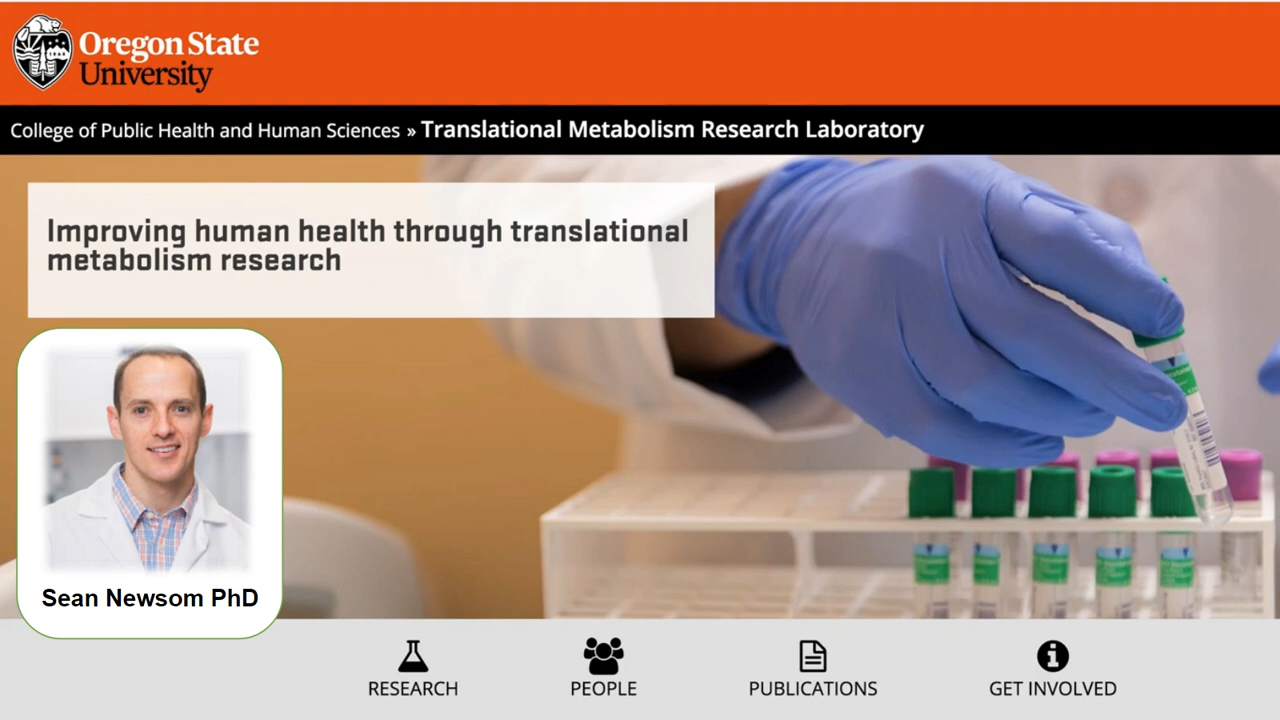 Oregon State
University
College of Public Health and Human Sciences » Translational Metabolism Research Laboratory
Improving human health through translational
metabolism research
Sean Newsom PhD
RESEARCH
PEOPLE
PUBLICATIONS
GET INVOLVED